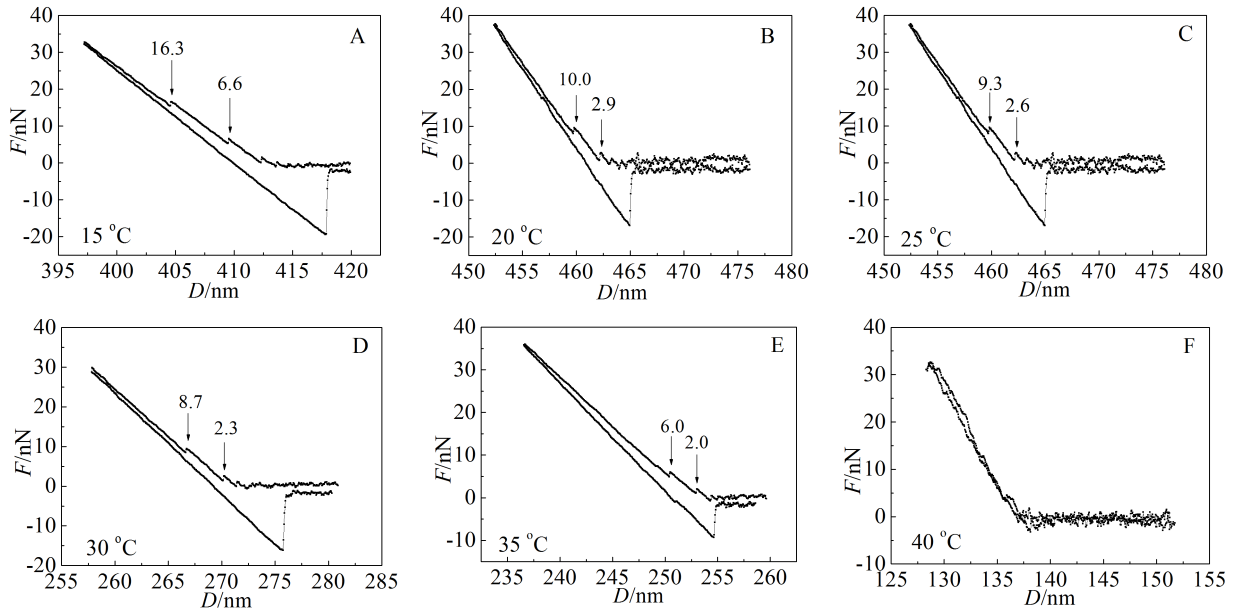 A
40
30
20
10
0
-10
-20
F/nN
16.3
6.6
15 °C
395 400 405 410 415 420
D/nm
B
40
30
20
10
0
-10
-20
F/nN
10.0
2.9
20 °C
450 455 460 465 470 475 480
D/nm
C
40
30
20
10
0
-10
-20
F/nN
9.3
2.6
25 °C
450 455 460 465 470 475 480
D/nm
D
40
30
20
10
0
-10
-20
F/nN
8.7
2.3
30 °C
255 260 265 270 275 280 285
D/nm
E
40
30
20
10
0
-10
F/nN
6.0
2.0
35 °C
235 240 245 250 255 260
D/nm
F
40
30
20
10
0
-10
F/nN
40 °C
125 130 135 140 145 150 155
D/nm